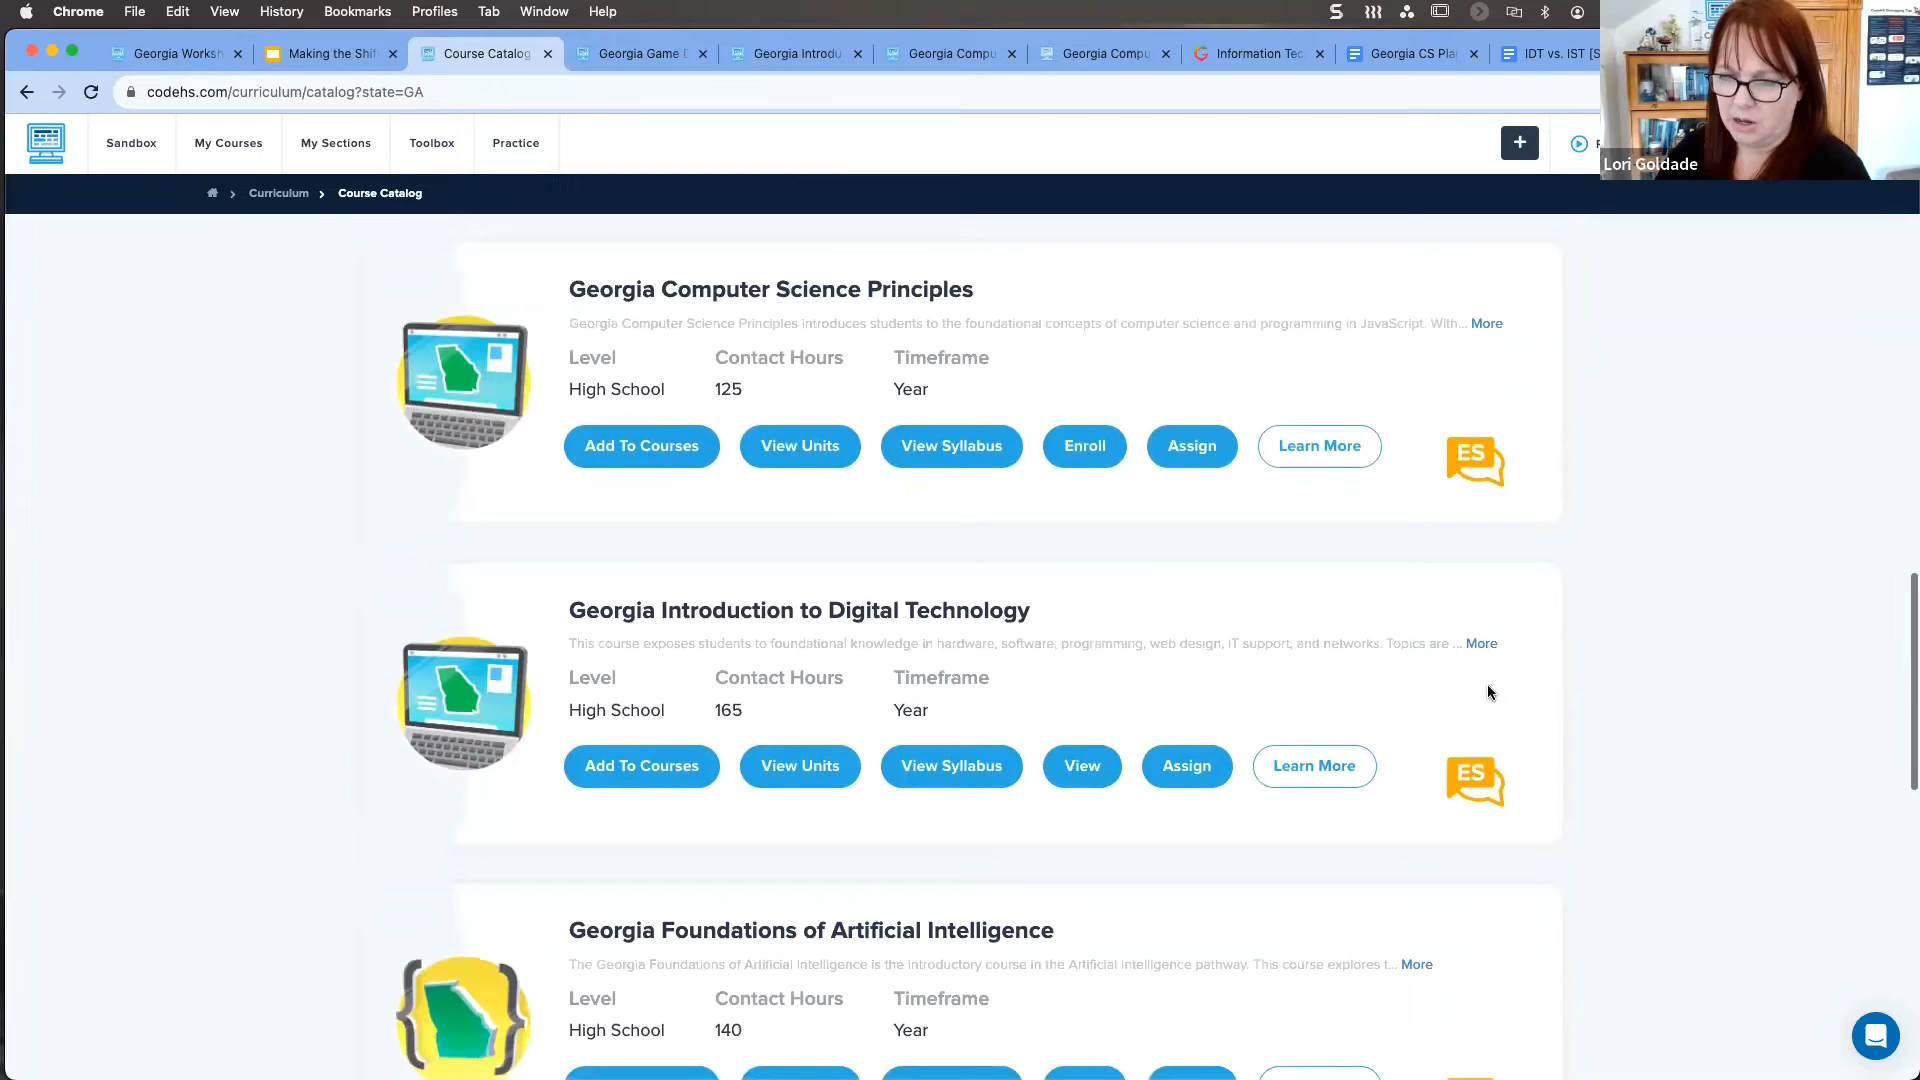 Chrome File Edit View History Bookmarks Profiles Tab Window Help
Georgia Worksh Making the Shif Course Catalog Georgia Game Georgia Introdu Georgia Compu Georgia Compu Information Tec Georgia CS Pla IDT vs. IST [S
codehs.com/curriculum/catalog?state=GA
Sandbox My Courses My Sections Toolbox Practice +
Lori Goldade
Curriculum > Course Catalog
Georgia Computer Science Principles
Georgia Computer Science Principles introduces students to the foundational concepts of computer science and programming in JavaScript. With... More
Level Contact Hours Timeframe
High School 125 Year
Add To Courses View Units View Syllabus Enroll Assign Learn More
ES
Georgia Introduction to Digital Technology
This course exposes students to foundational knowledge in hardware, software, programming, web design, IT support, and networks. Topics are ... More
Level Contact Hours Timeframe
High School 165 Year
Add To Courses View Units View Syllabus View Assign Learn More
ES
Georgia Foundations of Artificial Intelligence
The Georgia Foundations of Artificial Intelligence is the introductory course in the Artificial Intelligence pathway. This course explores t... More
Level Contact Hours Timeframe
High School 140 Year